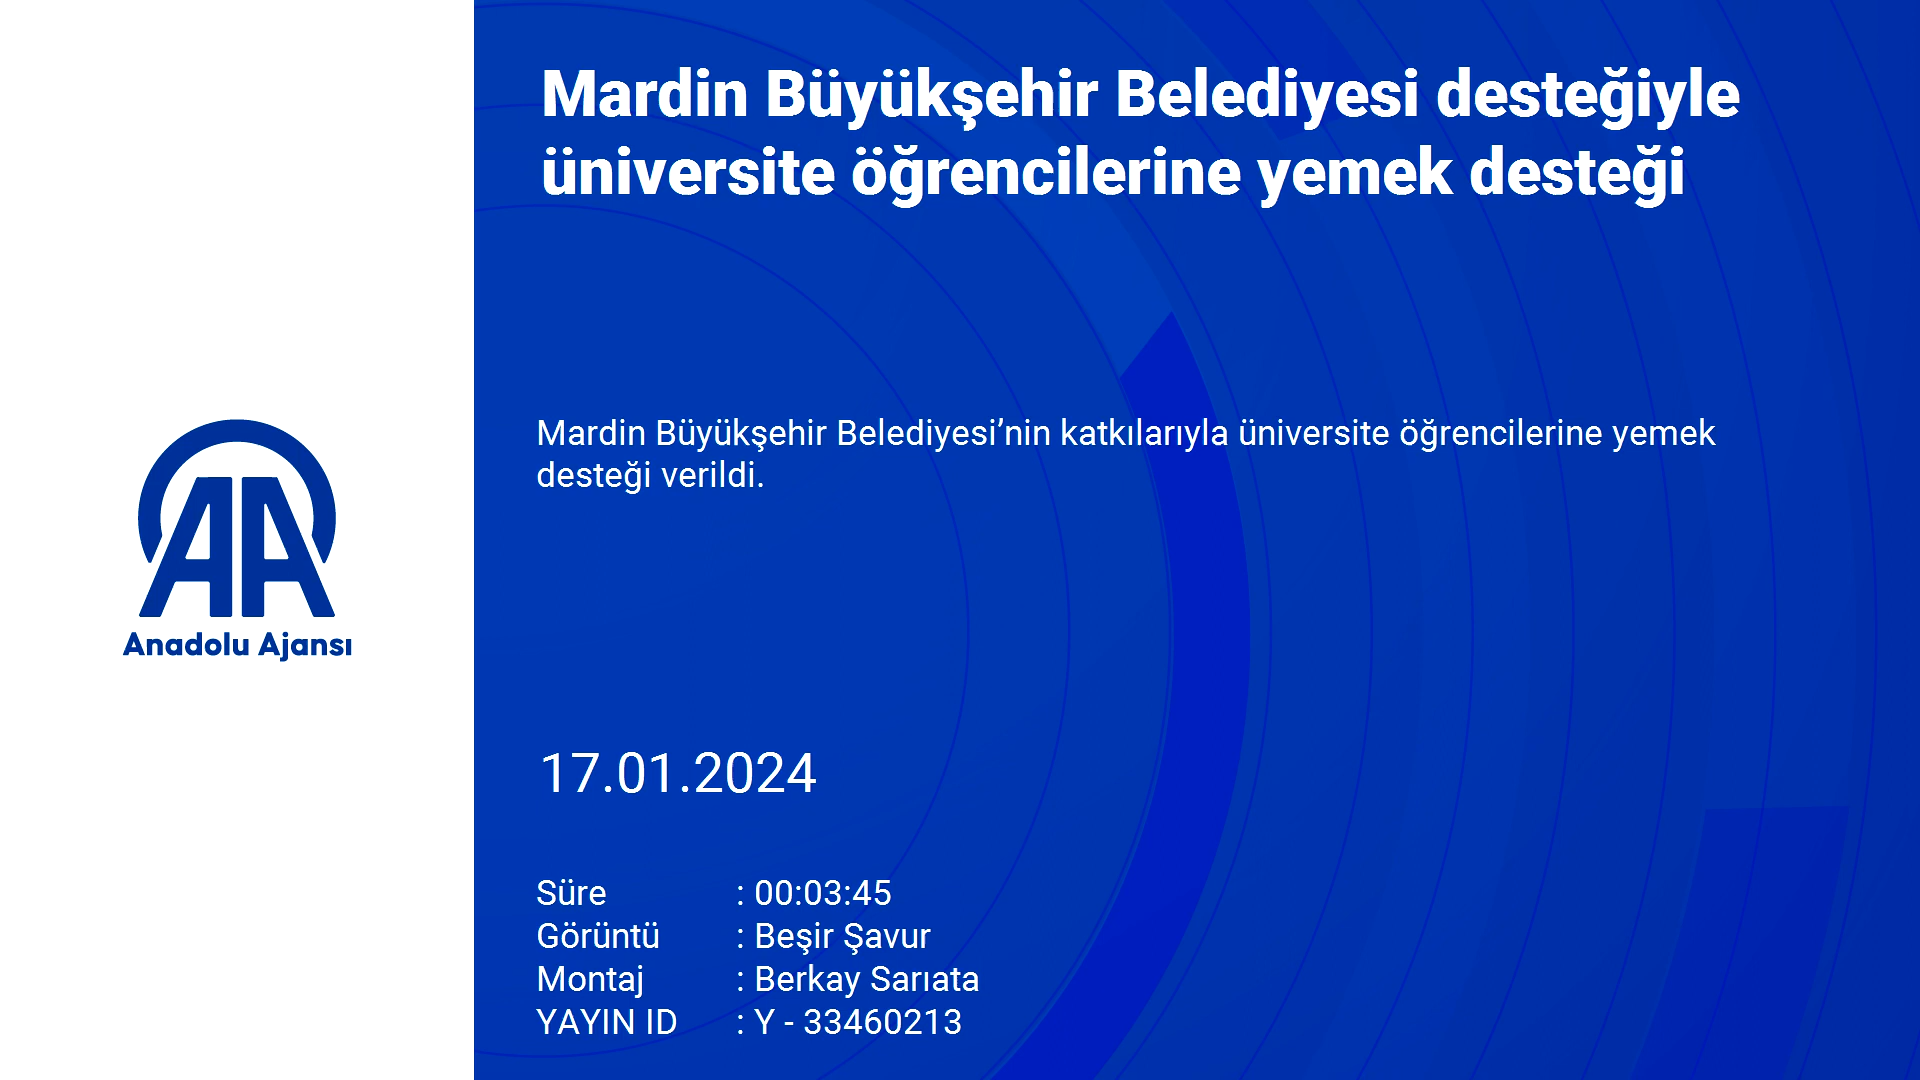 Mardin Büyükşehir Belediyesi desteğiyle
üniversite öğrencilerine yemek desteği
Mardin Büyükşehir Belediyesi’nin katkılarıyla üniversite öğrencilerine yemek
desteği verildi.
AA
Anadolu Ajansı
17.01.2024
Süre : 00:03:45
Görüntü : Beşir Şavur
Montaj : Berkay Sarıata
YAYIN ID : Y - 33460213